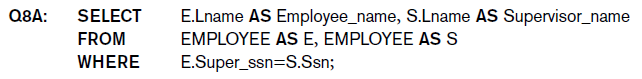 Q8A: SELECT E.Lname AS Employee_name, S.Lname AS Supervisor_name
FROM EMPLOYEE AS E, EMPLOYEE AS S
WHERE E.Super_ssn=S.Ssn;